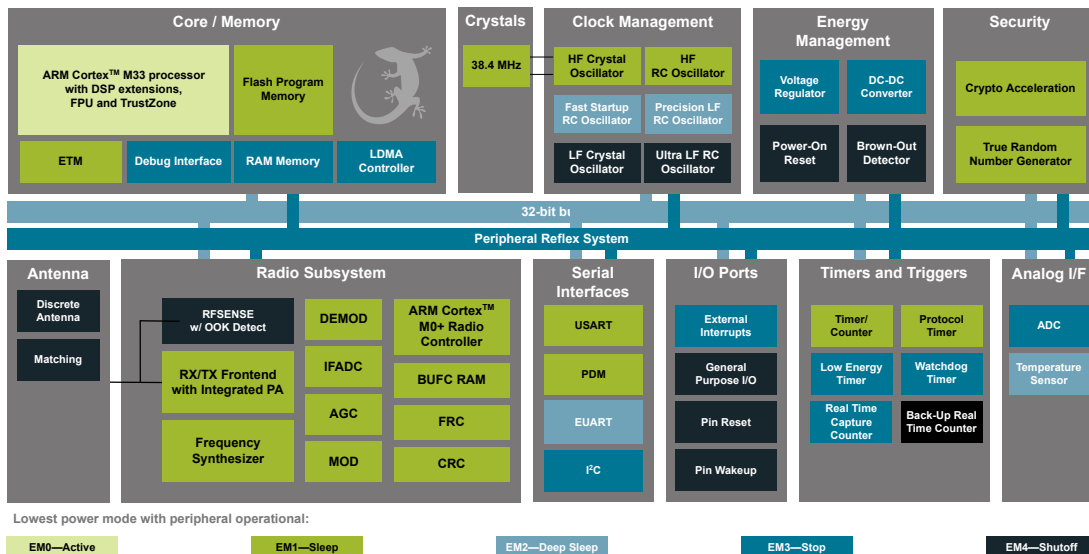 Core / Memory
ARM Cortex™ M33 processor
with DSP extensions,
FPU and TrustZone
Flash Program
Memory
ETM
Debug Interface
RAM Memory
LDMA
Controller
Crystals
38.4 MHz
Clock Management
HF Crystal
Oscillator
HF
RC Oscillator
Fast Startup
RC Oscillator
Precision LF
RC Oscillator
LF Crystal
Oscillator
Ultra LF RC
Oscillator
Energy
Management
Voltage
Regulator
DC-DC
Converter
Power-On
Reset
Brown-Out
Detector
Security
Crypto Acceleration
True Random
Number Generator
32-bit bu
Peripheral Reflex System
Antenna
Discrete
Antenna
Matching
Radio Subsystem
RFSENSE
w/ OOK Detect
RX/TX Frontend
with Integrated PA
Frequency
Synthesizer
DEMOD
IFADC
AGC
MOD
ARM Cortex™
M0+ Radio
Controller
BUFC RAM
FRC
CRC
Serial
Interfaces
USART
PDM
EUART
I²C
I/O Ports
External
Interrupts
General
Purpose I/O
Pin Reset
Pin Wakeup
Timers and Triggers
Timer/
Counter
Protocol
Timer
Low Energy
Timer
Watchdog
Timer
Real Time
Capture
Counter
Back-Up Real
Time Counter
Analog I/F
ADC
Temperature
Sensor
Lowest power mode with peripheral operational:
EM0—Active
EM1—Sleep
EM2—Deep Sleep
EM3—Stop
EM4—Shutoff